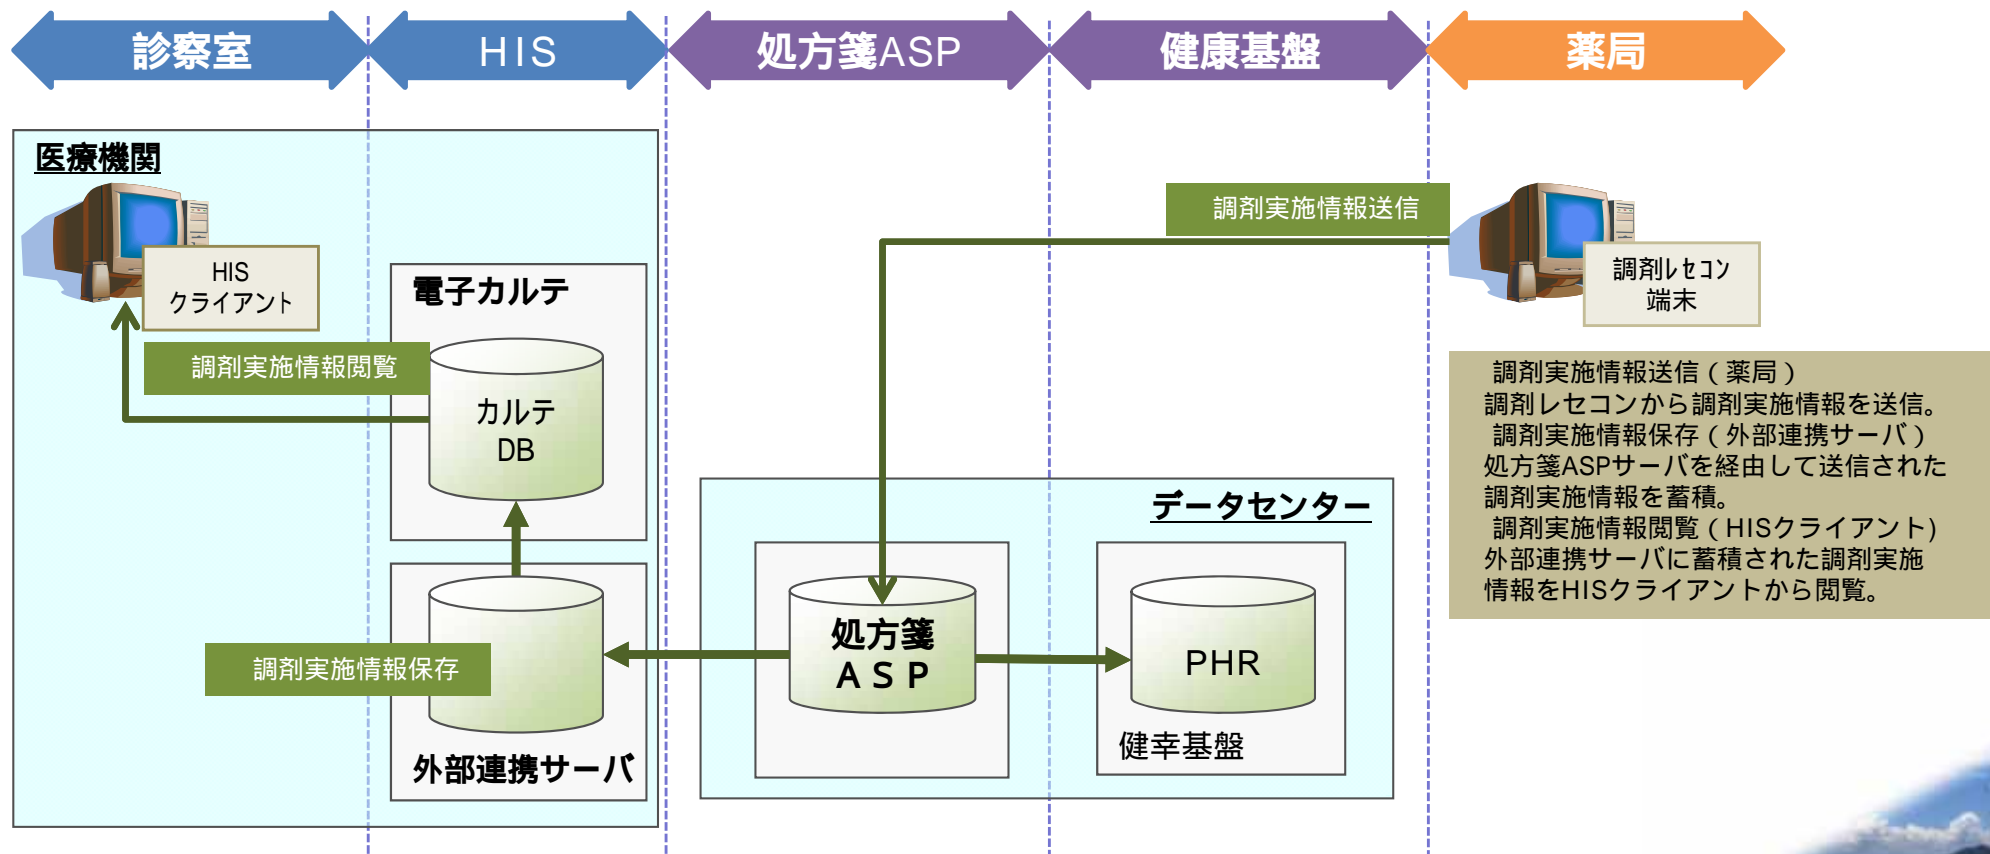 診察室
HIS
処方箋ASP
健康基盤
薬局
医療機関
HIS
クライアント
調剤実施情報閲覧
電子カルテ
カルテ
DB
調剤実施情報保存
外部連携サーバ
データセンター
処方箋
ASP
PHR
健幸基盤
調剤実施情報送信
調剤レセコン
端末
調剤実施情報送信(薬局)
調剤レセコンから調剤実施情報を送信。
調剤実施情報保存(外部連携サーバ)
処方箋ASPサーバを経由して送信された
調剤実施情報を蓄積。
調剤実施情報閲覧(HISクライアント)
外部連携サーバに蓄積された調剤実施
情報をHISクライアントから閲覧。